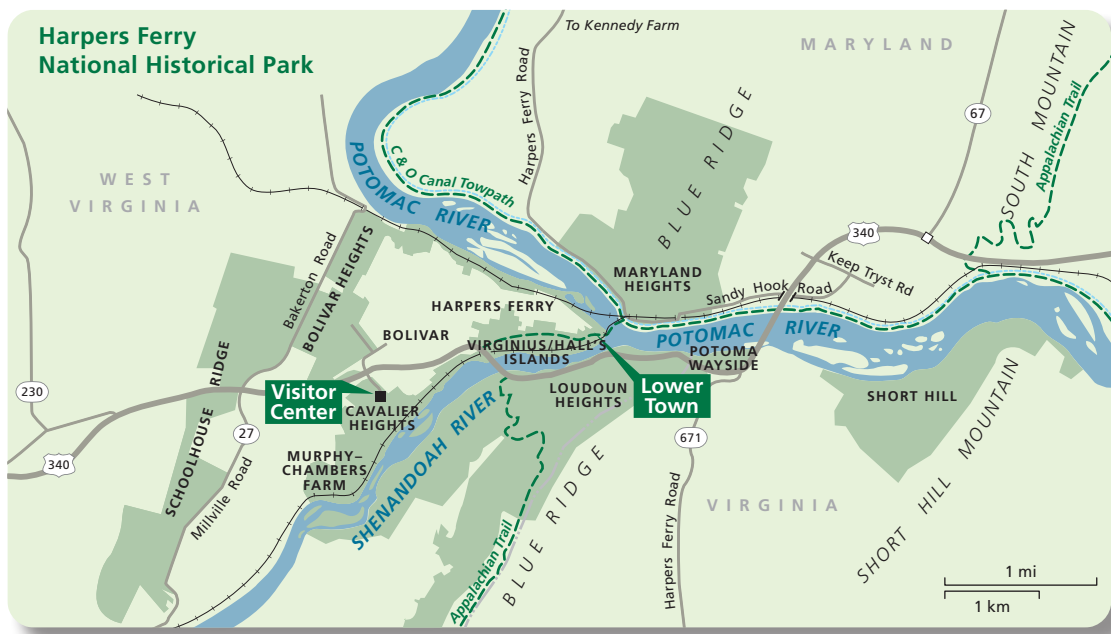 Harpers Ferry
National Historical Park
To Kennedy Farm
MARYLAND
Harpers Ferry Road
BLUE RIDGE
67
SOUTH MOUNTAIN
Appalachian Trail
WEST
VIRGINIA
C & O Canal Towpath
POTOMAC RIVER
340
Keep Tryst Rd
Bakerton Road
BOLIVAR HEIGHTS
MARYLAND
HEIGHTS
Sandy Hook Road
HARPERS FERRY
BOLIVAR
VIRGINIUS/HALL'S
ISLANDS
POTOMAC RIVER
POTOMA
WAYSIDE
230
SCHOOLHOUSE RIDGE
Visitor
Center
CAVALIER
HEIGHTS
LOUDOUN
HEIGHTS
Lower
Town
SHORT HILL
27
340
MURPHY–
CHAMBERS
FARM
Millville Road
SHENANDOAH RIVER
671
VIRGINIA
SHORT HILL MOUNTAIN
Appalachian Trail
BLUE RIDGE
Harpers Ferry Road
1 mi
1 km